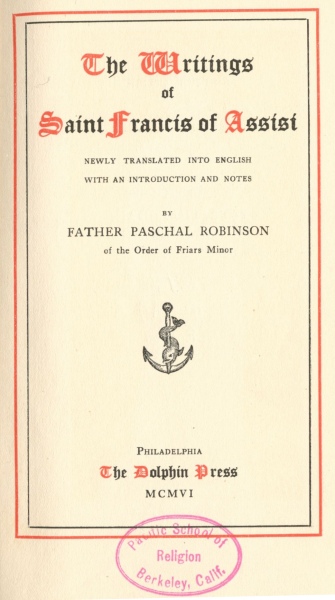 The Writings
of
Saint Francis of Assisi
NEWLY TRANSLATED INTO ENGLISH
WITH AN INTRODUCTION AND NOTES
BY
FATHER PASCHAL ROBINSON
of the Order of Friars Minor
PHILADELPHIA
The Dolphin Press
MCMVI
Pacific School of
Religion
Berkeley, Calif.